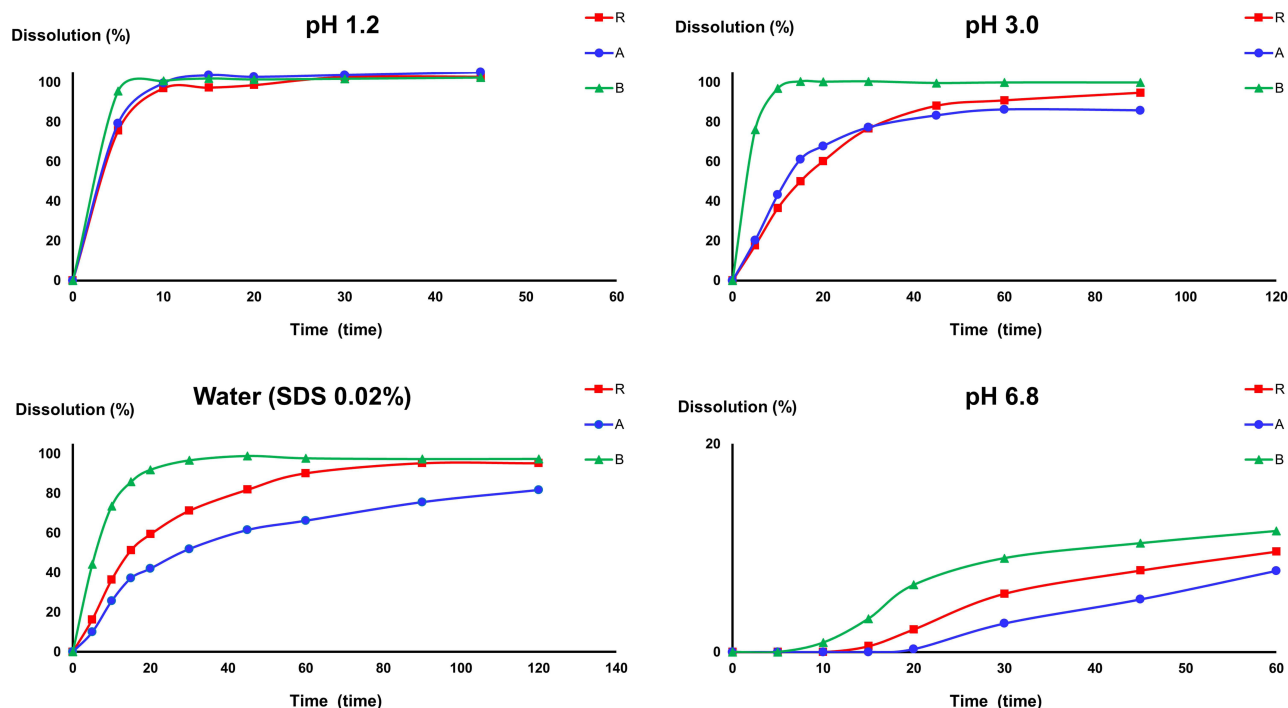 pH 1.2
Dissolution (%)
R
A
B
100
80
60
40
20
0
0 10 20 30 40 50 60
Time (time)
pH 3.0
Dissolution (%)
R
A
B
100
80
60
40
20
0
0 20 40 60 80 100 120
Time (time)
Water (SDS 0.02%)
Dissolution (%)
R
A
B
100
80
60
40
20
0
0 20 40 60 80 100 120 140
Time (time)
pH 6.8
Dissolution (%)
R
A
B
20
0
0 10 20 30 40 50 60
Time (time)